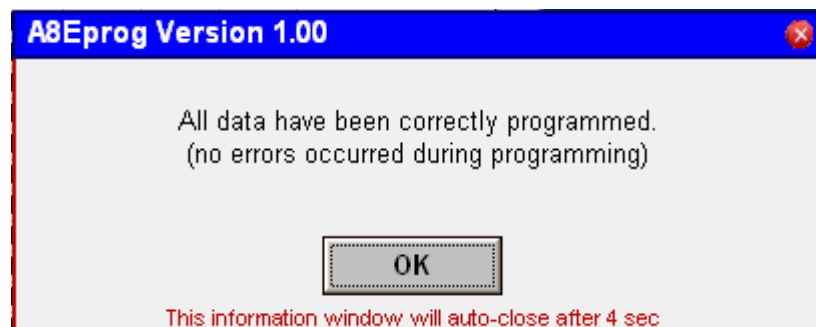 A8Eprog Version 1.00
All data have been correctly programmed.
(no errors occurred during programming)
OK
This information window will auto-close after 4 sec